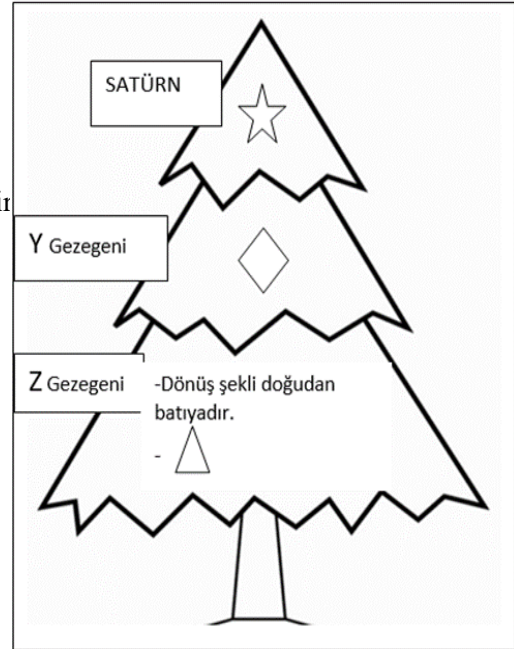 SATÜRN
Y Gezegeni
Z Gezegeni
-Dönüş şekli doğudan
batıyadır.
-